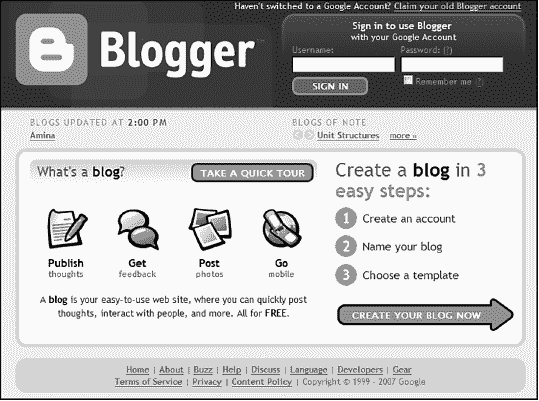 Haven't switched to a Google Account? Claim your old Blogger account
Blogger™
Sign in to use Blogger
with your Google Account
Username: Password: (?)
SIGN IN Remember me (?)
BLOGS UPDATED AT 2:00 PM
Amina
BLOGS OF NOTE
Unit Structures more »
What's a blog?
TAKE A QUICK TOUR
Publish
thoughts
Get
feedback
Post
photos
Go
mobile
A blog is your easy-to-use web site, where you can quickly post
thoughts, interact with people, and more. All for FREE.
Create a blog in 3
easy steps:
1 Create an account
2 Name your blog
3 Choose a template
CREATE YOUR BLOG NOW
Home | About | Buzz | Help | Discuss | Language | Developers | Gear
Terms of Service | Privacy | Content Policy | Copyright © 1999 - 2007 Google